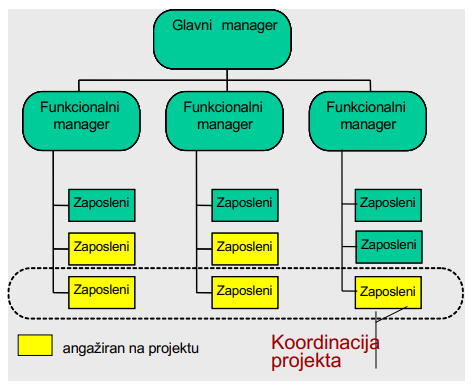 Glavni manager
Funkcionalni manager
Funkcionalni manager
Funkcionalni manager
Zaposleni
Zaposleni
Zaposleni
Zaposleni
Zaposleni
Zaposleni
Zaposleni
Zaposleni
Zaposleni
angažiran na projektu
Koordinacija
projekta